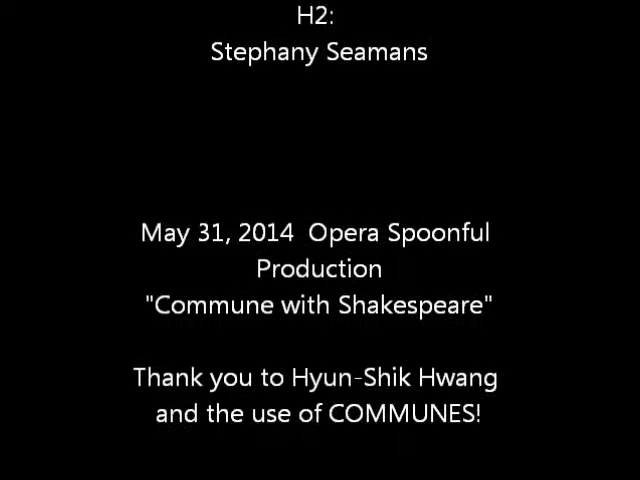 H2:
Stephany Seamans
May 31, 2014  Opera Spoonful
Production
"Commune with Shakespeare"
Thank you to Hyun-Shik Hwang
and the use of COMMUNES!